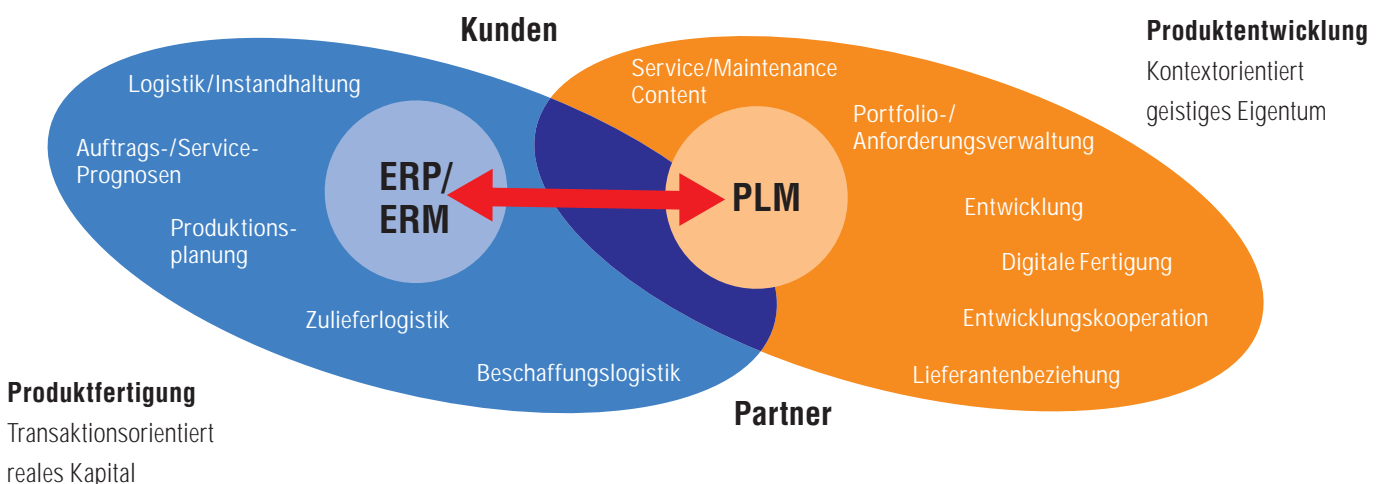 Kunden
Produktentwicklung
Kontextorientiert
geistiges Eigentum
Logistik/Instandhaltung
Auftrags-/Service-
Prognosen
Produktions-
planung
Zulieferlogistik
Beschaffungslogistik
ERP/
ERM
PLM
Service/Maintenance
Content
Portfolio-/
Anforderungsverwaltung
Entwicklung
Digitale Fertigung
Entwicklungskooperation
Lieferantenbeziehung
Produktfertigung
Transaktionsorientiert
reales Kapital
Partner